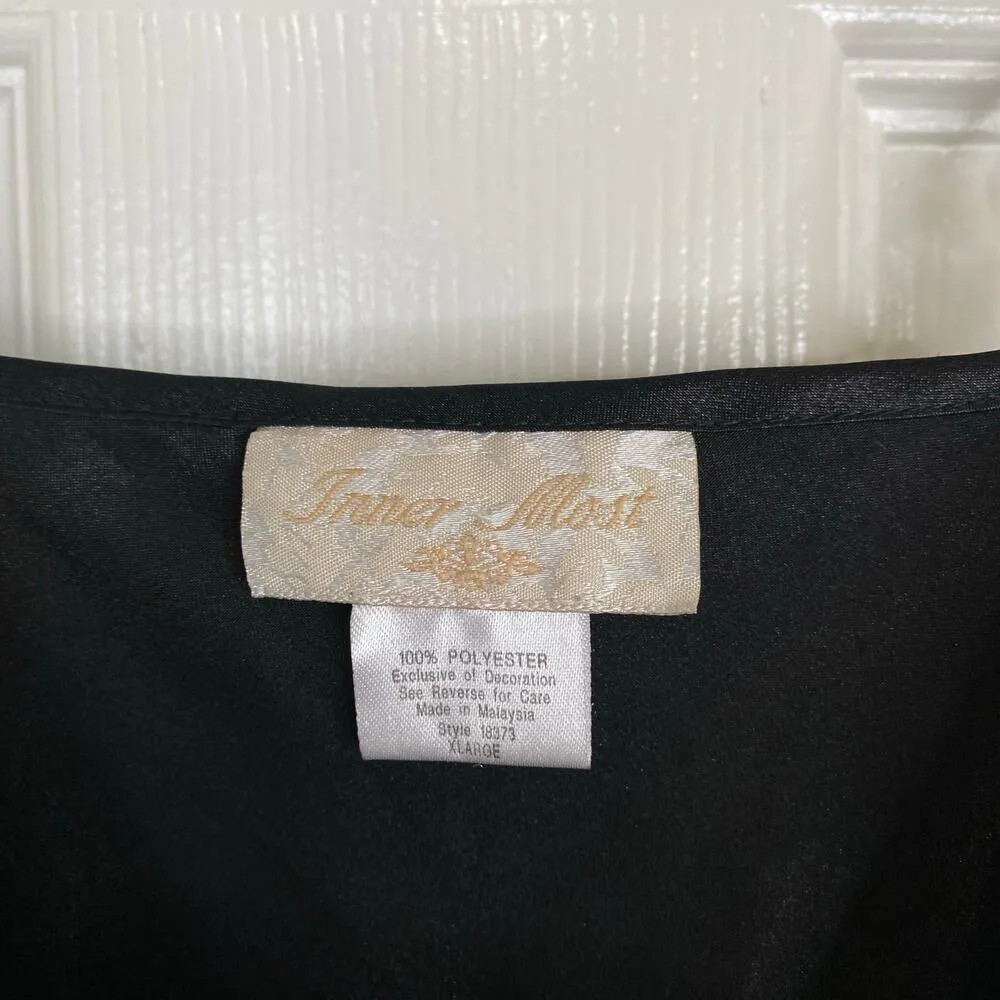 Inner Most
100% POLYESTER
Exclusive of Decoration
See Reverse for Care
Made in Malaysia
Style 18373
XLARGE